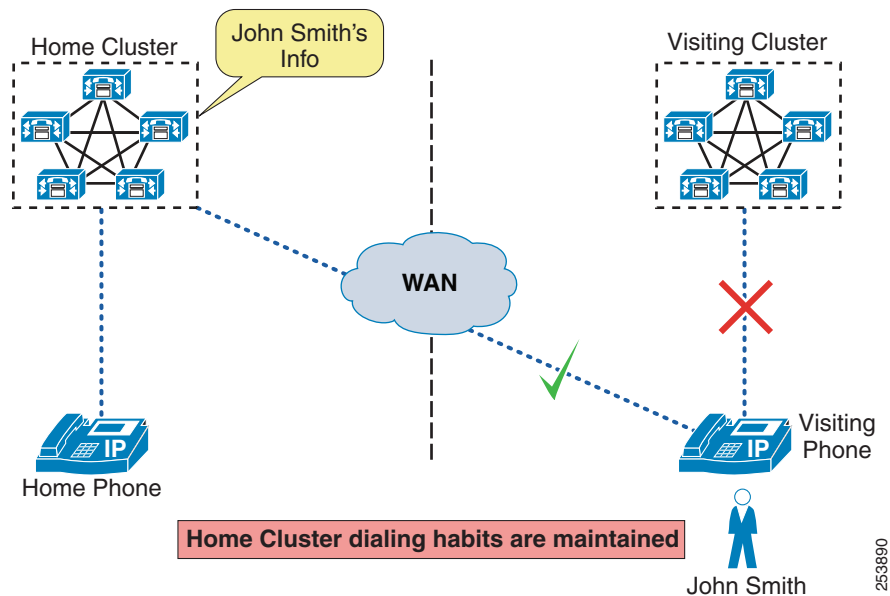 Home Cluster
John Smith's
Info
Visiting Cluster
WAN
IP
Home Phone
IP
Visiting
Phone
Home Cluster dialing habits are maintained
John Smith
253890